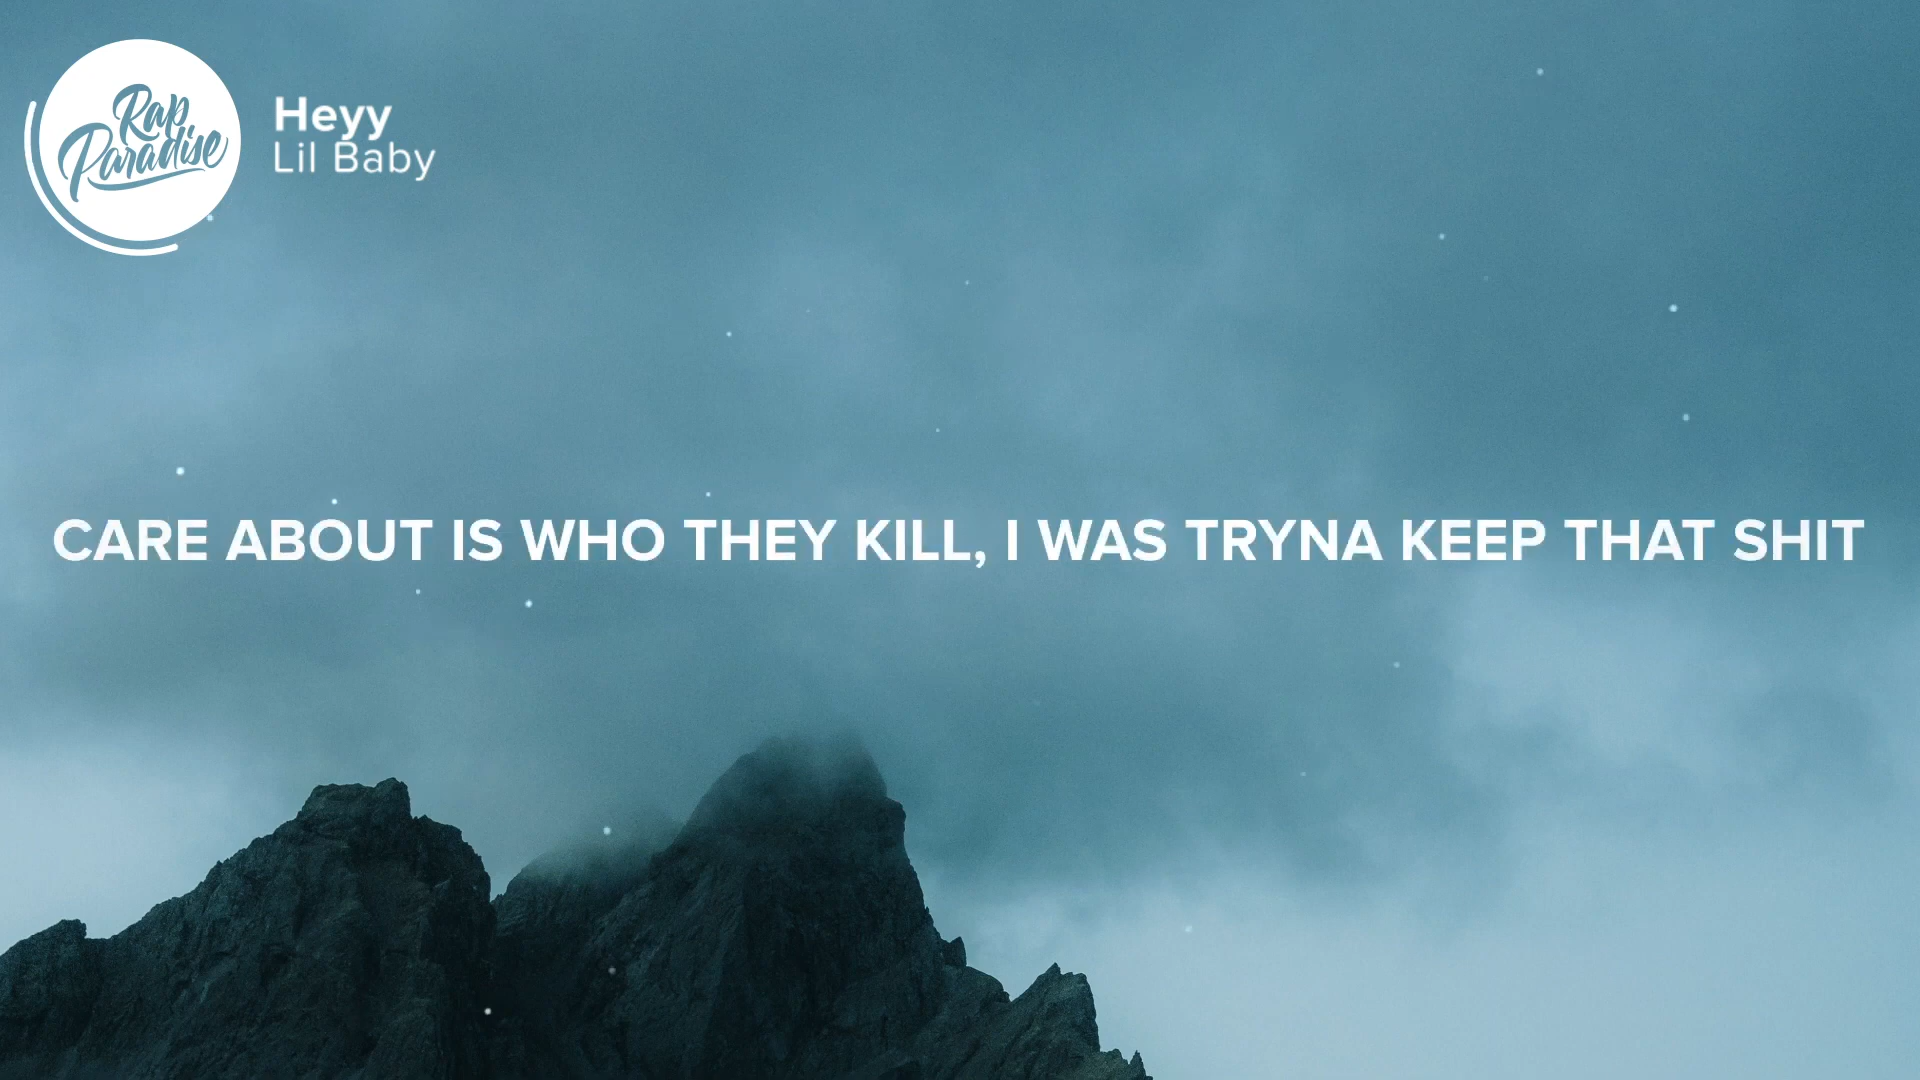 Rap
Paradise
Heyy
Lil Baby
CARE ABOUT IS WHO THEY KILL, I WAS TRYNA KEEP THAT SHIT